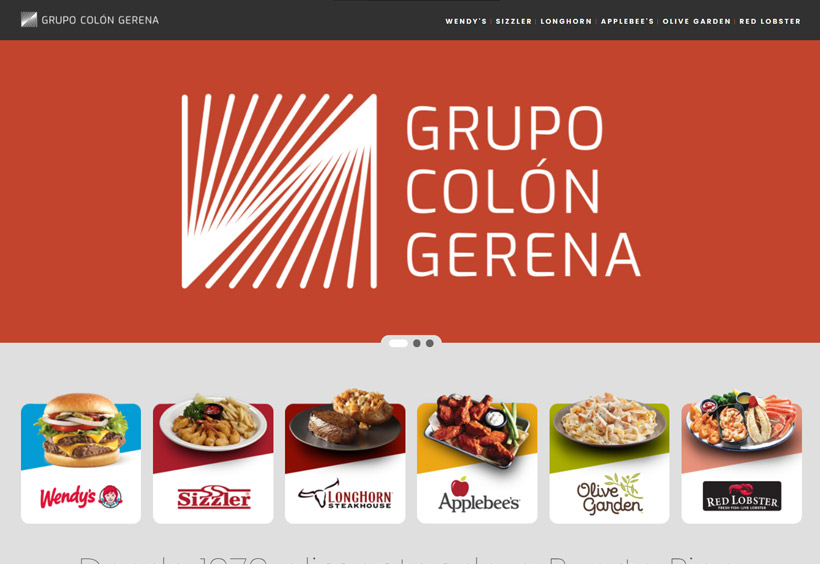 GRUPO COLÓN GERENA
WENDY'S | SIZZLER | LONGHORN | APPLEBEE'S | OLIVE GARDEN | RED LOBSTER
GRUPO
COLÓN
GERENA
Wendy's
Sizzler
LONGHORN
STEAKHOUSE
Applebee's
Olive
Garden
RED LOBSTER
FRESH FISH · LIVE LOBSTER